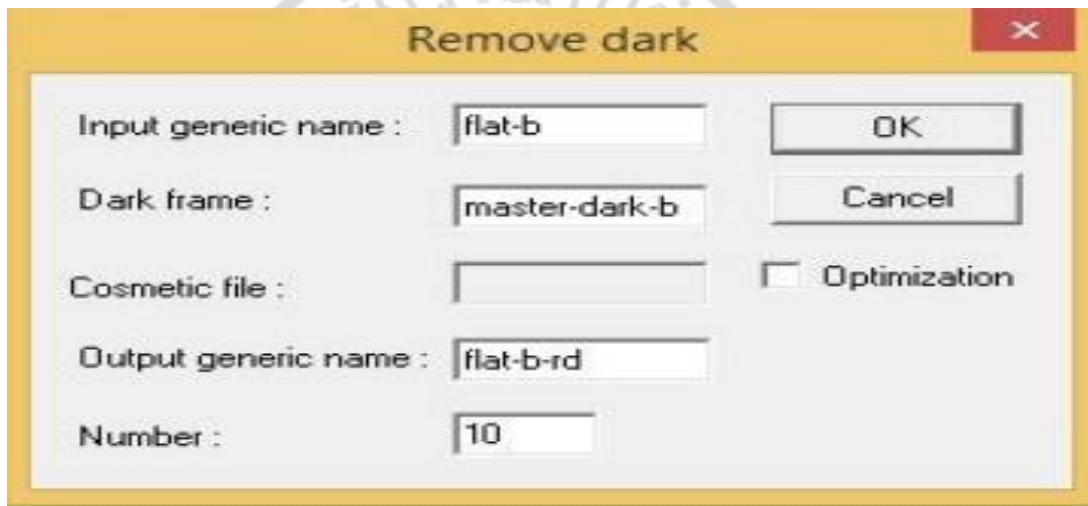 Remove dark
Input generic name : flat-b OK
Dark frame : master-dark-b Cancel
Cosmetic file : Optimization
Output generic name : flat-b-rd
Number : 10